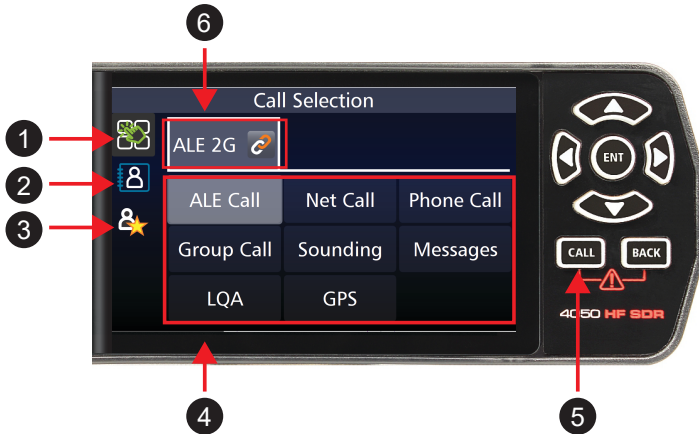 6
Call Selection
1
ALE 2G
2
ALE Call Net Call Phone Call
3
Group Call Sounding Messages
LQA GPS
ENT
CALL BACK
4050 HF SDR
4
5